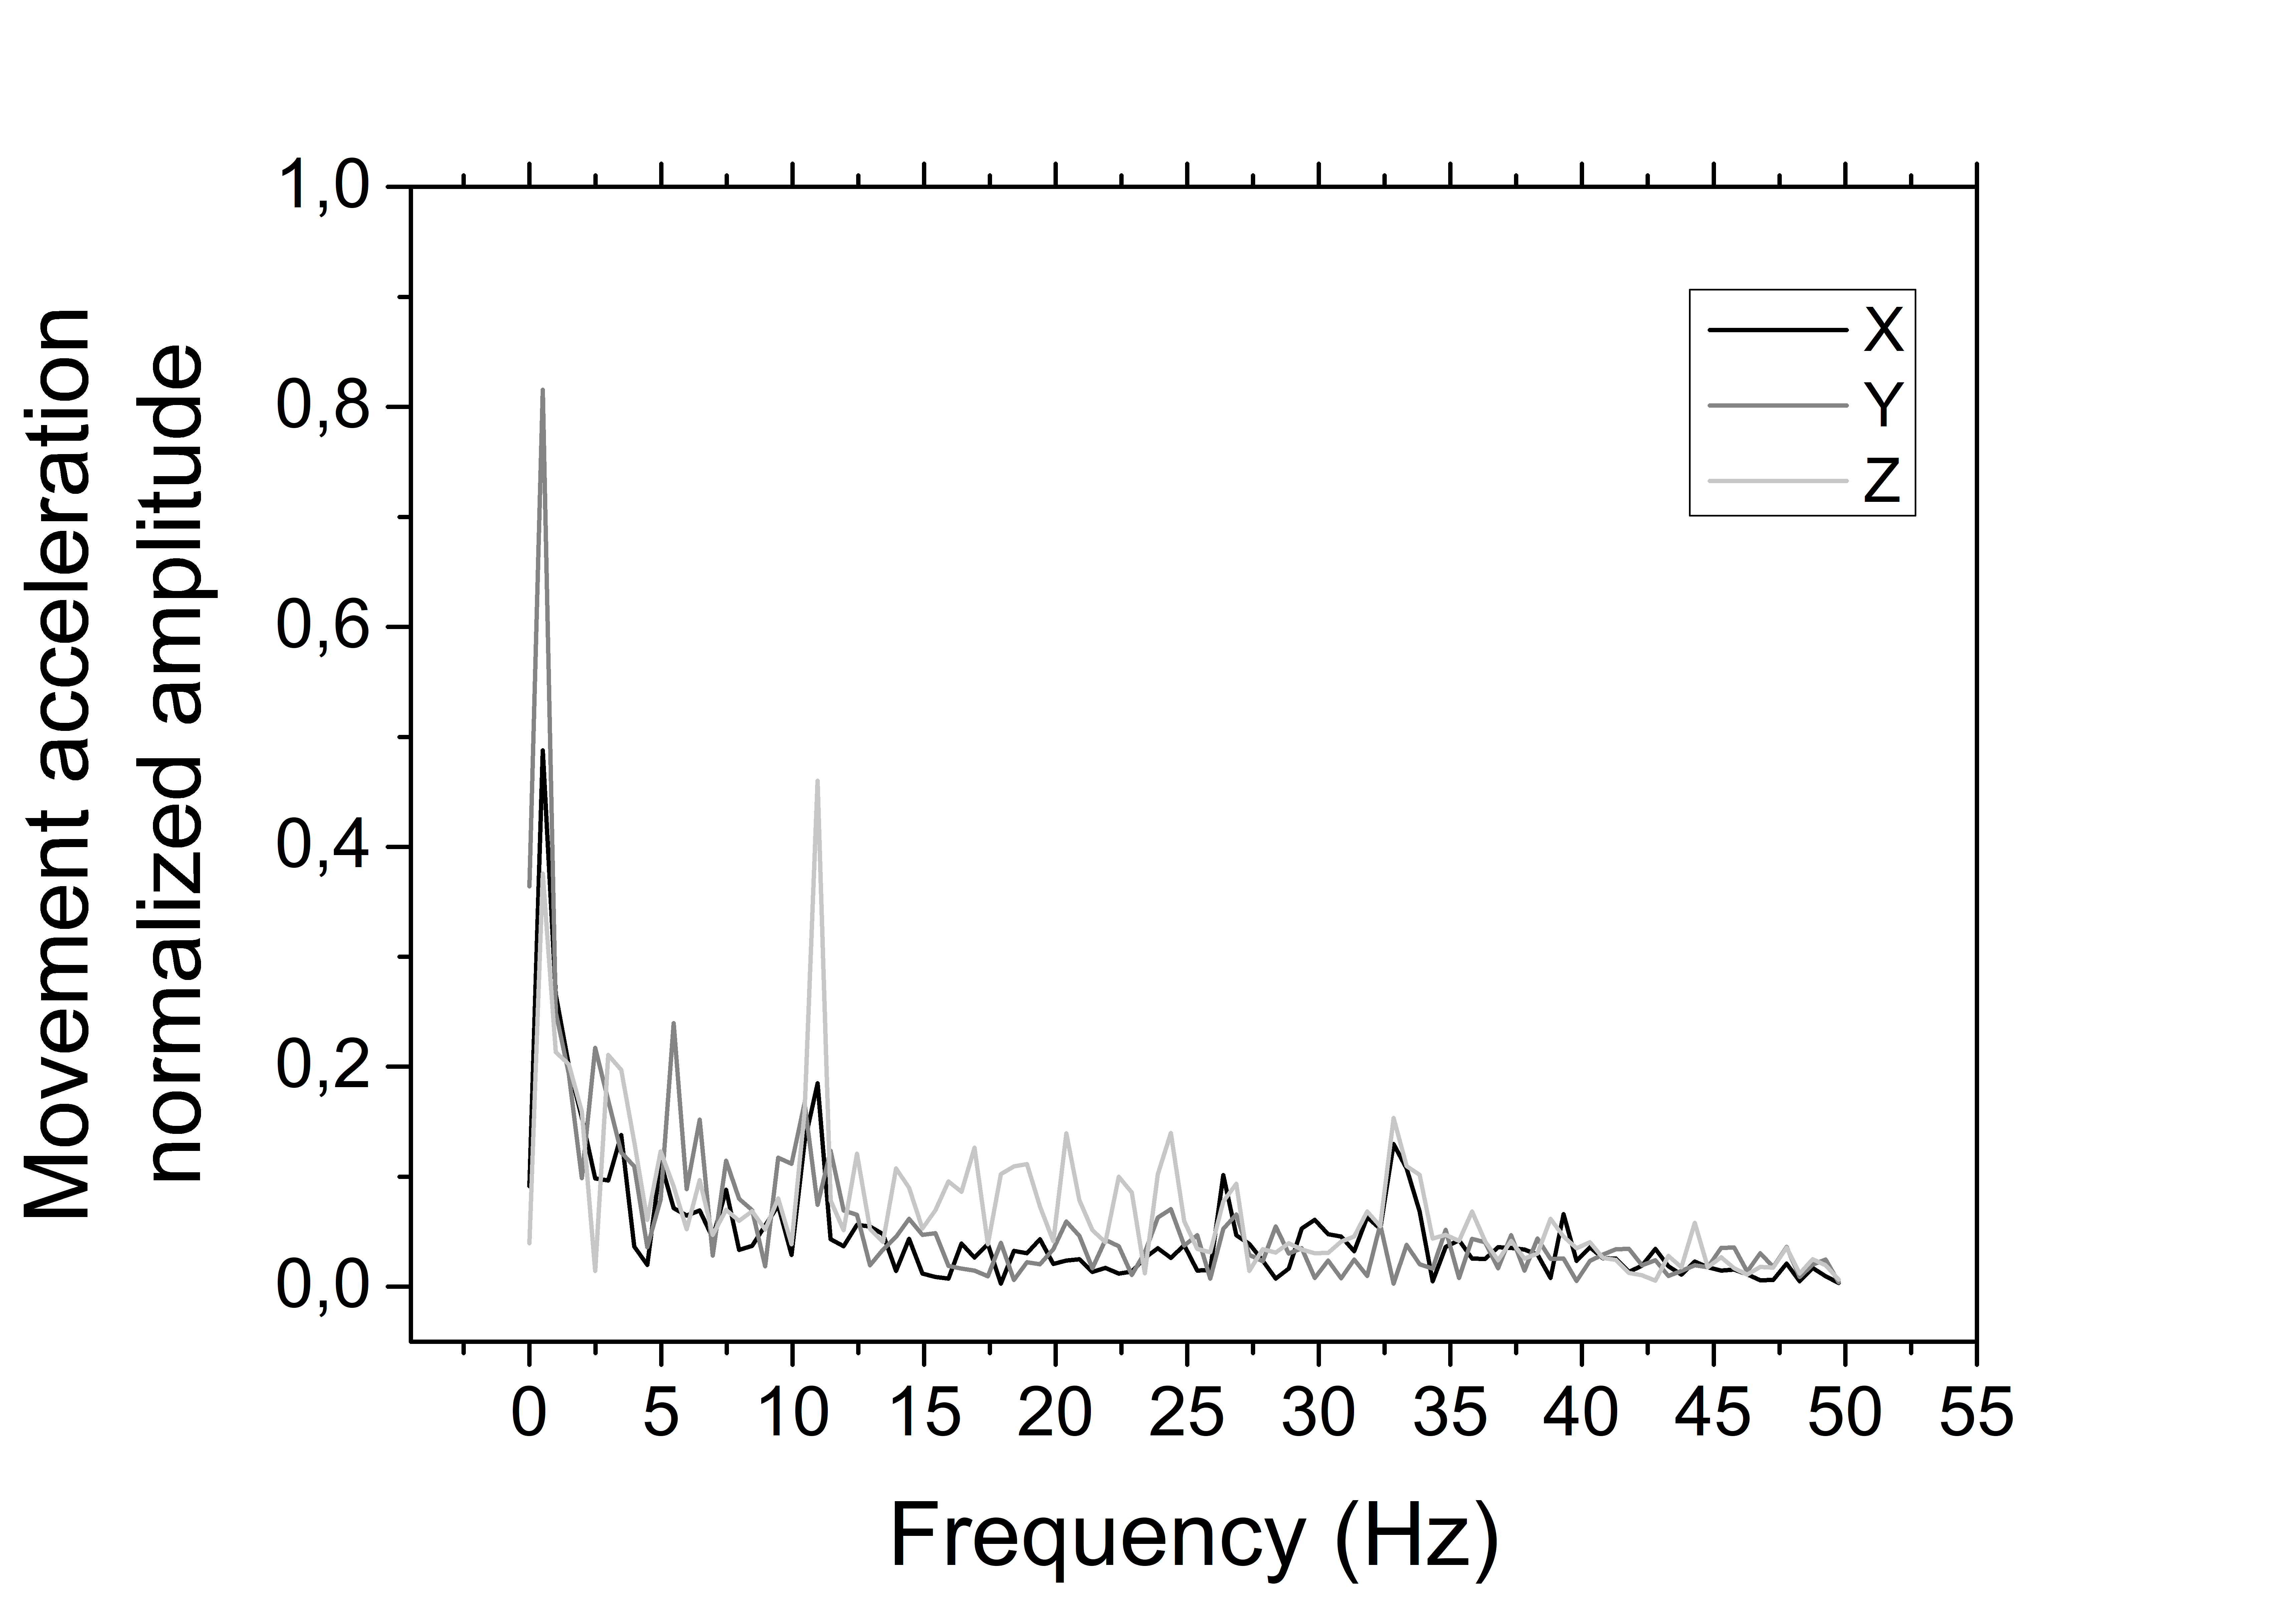 Movement acceleration
normalized amplitude
1,0
0,8
0,6
0,4
0,2
0,0
X
Y
Z
0 5 10 15 20 25 30 35 40 45 50 55
Frequency (Hz)